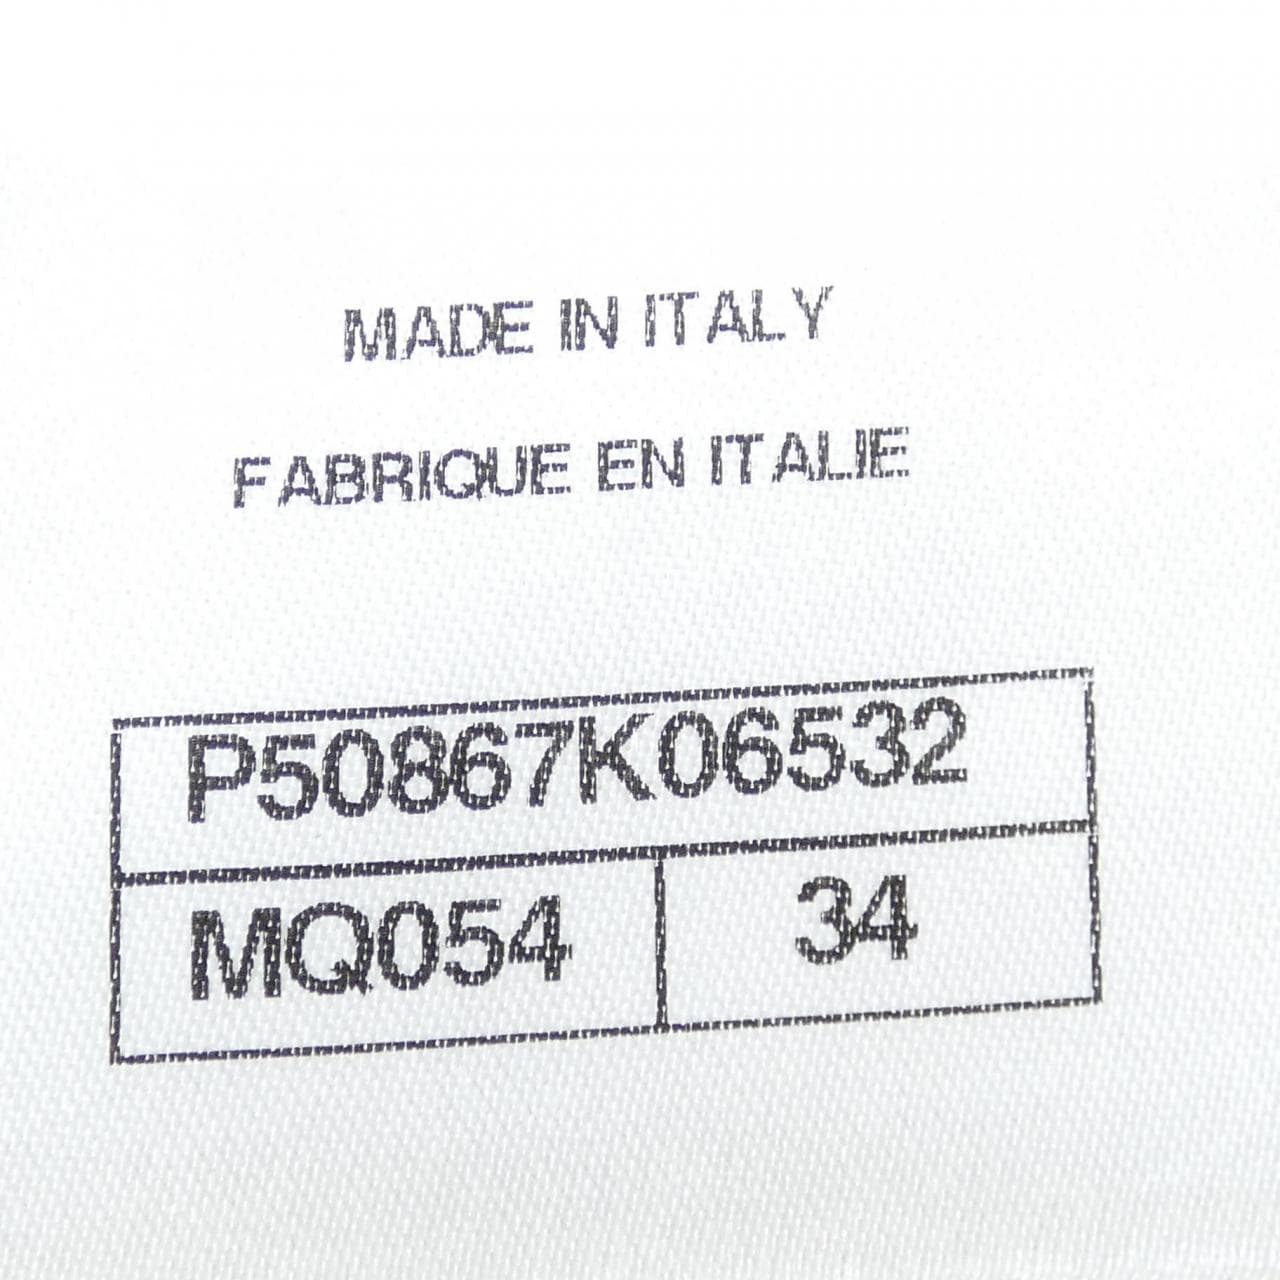 MADE IN ITALY
FABRIQUE EN ITALIE
P50867K06532
MQ054 34